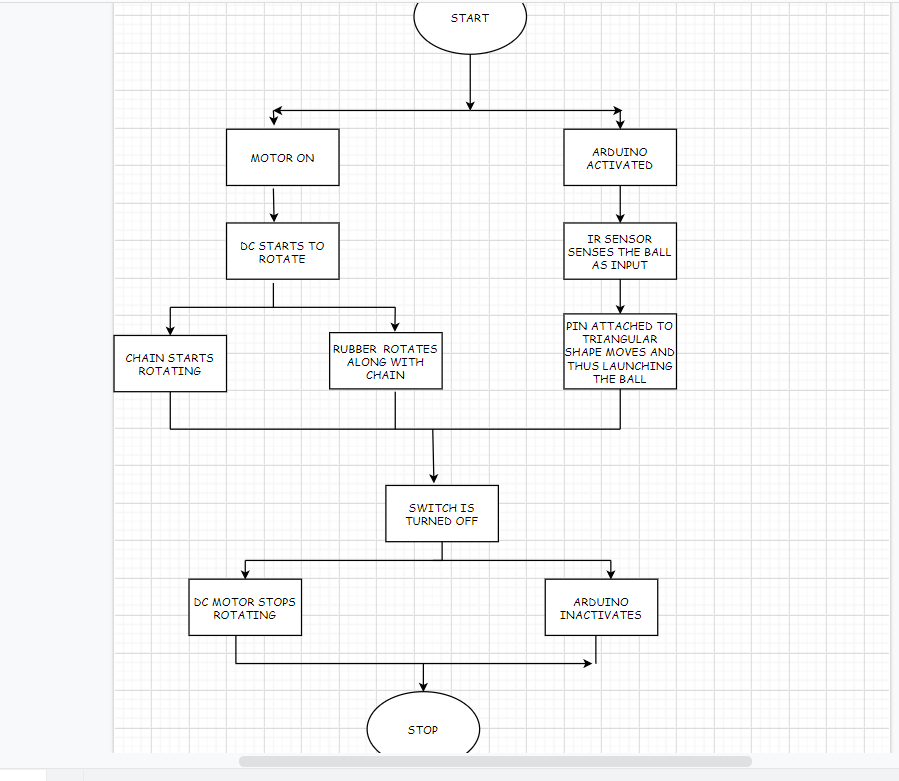 START
MOTOR ON
ARDUINO
ACTIVATED
DC STARTS TO
ROTATE
IR SENSOR
SENSES THE BALL
AS INPUT
CHAIN STARTS
ROTATING
RUBBER ROTATES
ALONG WITH
CHAIN
PIN ATTACHED TO
TRIANGULAR
SHAPE MOVES AND
THUS LAUNCHING
THE BALL
SWITCH IS
TURNED OFF
DC MOTOR STOPS
ROTATING
ARDUINO
INACTIVATES
STOP